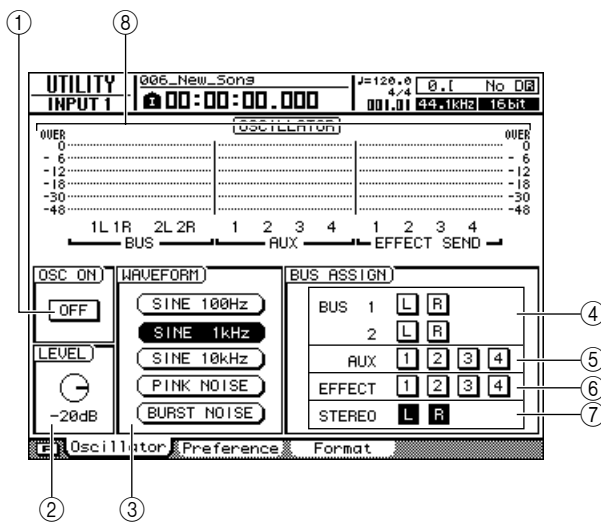 ① ⑧
UTILITY 006_New_Song ♩=120.0 0.[ No DR
INPUT 1 I 00:00:00.000 4/4 001.01 44.1kHz 16bit
OSCILLATOR
OVER OVER
0 0
- 6 - 6
-12 -12
-18 -18
-30 -30
-48 -48
1L 1R 2L 2R 1 2 3 4 1 2 3 4
BUS AUX EFFECT SEND
OSC ON WAVEFORM BUS ASSIGN
OFF SINE 100Hz BUS 1 L R ④
SINE 1kHz 2 L R
LEVEL SINE 10kHz AUX 1 2 3 4 ⑤
PINK NOISE EFFECT 1 2 3 4 ⑥
-20dB BURST NOISE STEREO L R ⑦
F Oscillator Preference Format
② ③